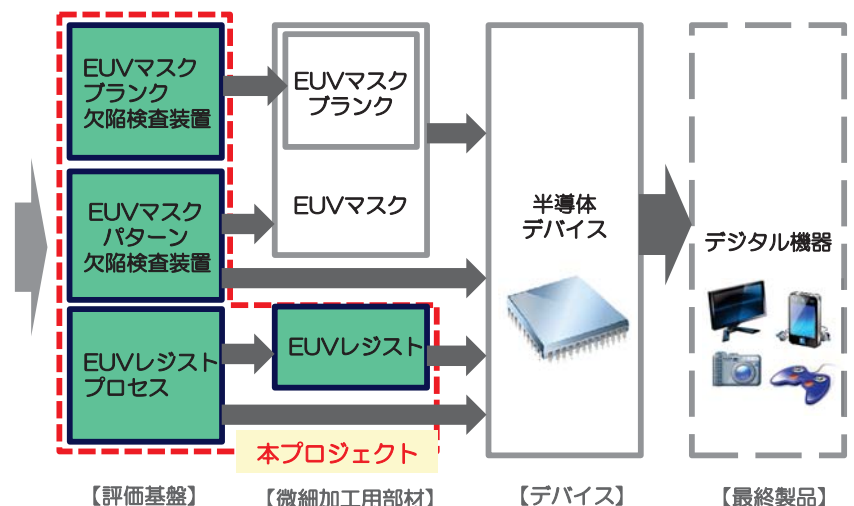 EUVマスク
ブランク
欠陥検査装置
EUVマスク
ブランク
EUVマスク
EUVマスク
パターン
欠陥検査装置
半導体
デバイス
デジタル機器
EUVレジスト
プロセス
EUVレジスト
本プロジェクト
【評価基盤】
【微細加工用部材】
【デバイス】
【最終製品】